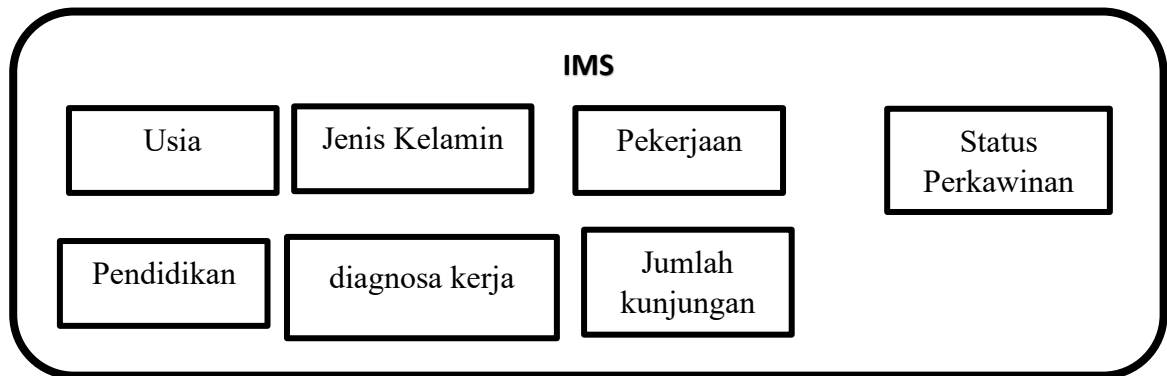 IMS
Usia
Jenis Kelamin
Pekerjaan
Status
Perkawinan
Pendidikan
diagnosa kerja
Jumlah
kunjungan